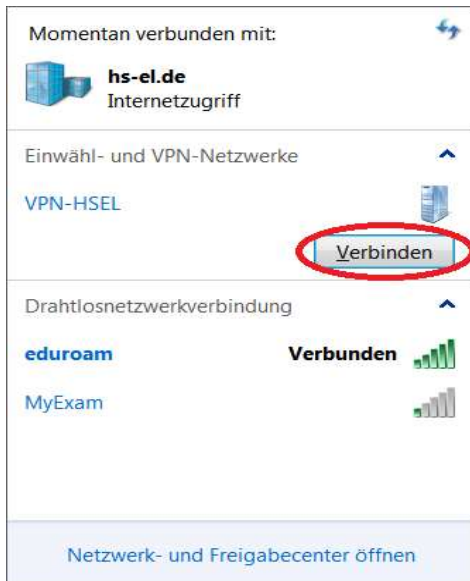 Momentan verbunden mit:
hs-el.de
Internetzugriff
Einwähl- und VPN-Netzwerke
VPN-HSEL
Verbinden
Drahtlosnetzwerkverbindung
eduroam Verbunden
MyExam
Netzwerk- und Freigabecenter öffnen